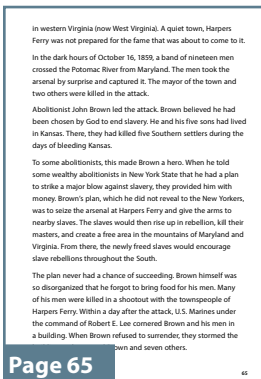 in western Virginia (now West Virginia). A quiet town, Harpers
Ferry was not prepared for the fame that was about to come to it.
In the dark hours of October 16, 1859, a band of nineteen men
crossed the Potomac River from Maryland. The men took the
arsenal by surprise and captured it. The mayor of the town and
two others were killed in the attack.
Abolitionist John Brown led the attack. Brown believed he had
been chosen by God to end slavery. He and his five sons had lived
in Kansas. There, they had killed five Southern settlers during the
days of bleeding Kansas.
To some abolitionists, this made Brown a hero. When he told
some wealthy abolitionists in New York State that he had a plan
to strike a major blow against slavery, they provided him with
money. Brown's plan, which he did not reveal to the New Yorkers,
was to seize the arsenal at Harpers Ferry and give the arms to
nearby slaves. The slaves would then rise up in rebellion, kill their
masters, and create a free area in the mountains of Maryland and
Virginia. From there, the newly freed slaves would encourage
slave rebellions throughout the South.
The plan never had a chance of succeeding. Brown himself was
so disorganized that he forgot to bring food for his men. Many
of his men were killed in a shootout with the townspeople of
Harpers Ferry. Within a day after the attack, U.S. Marines under
the command of Robert E. Lee cornered Brown and his men in
a building. When Brown refused to surrender, they stormed the
own and seven others.
Page 65
65